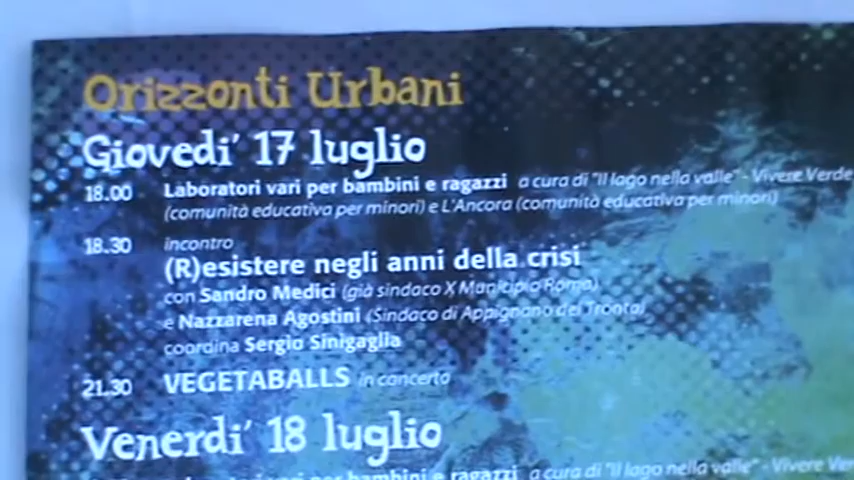 Orizzonti Urbani
Giovedi' 17 luglio
18.00 Laboratori vari per bambini e ragazzi a cura di "Il lago nella valle" - Vivere Verde
(comunità educativa per minori) e L'Ancora (comunità educativa per minori)
18.30 incontro
(R)esistere negli anni della crisi
con Sandro Medici (già sindaco X Municipio Roma)
e Nazzarena Agostini (Sindaco di Appignano del Tronto)
coordina Sergio Sinigaglia
21.30 VEGETABALLS in concerto
Venerdi' 18 luglio
vari per bambini e ragazzi a cura di "Il lago nella valle" - Vivere